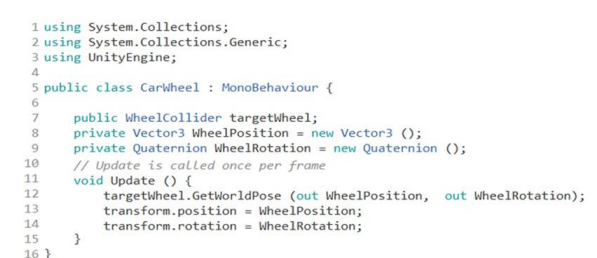 1 using System.Collections;
2 using System.Collections.Generic;
3 using UnityEngine;
4
5 public class CarWheel : MonoBehaviour {
6
7     public WheelCollider targetWheel;
8     private Vector3 WheelPosition = new Vector3 ();
9     private Quaternion WheelRotation = new Quaternion ();
10     // Update is called once per frame
11     void Update () {
12         targetWheel.GetWorldPose (out WheelPosition,  out WheelRotation);
13         transform.position = WheelPosition;
14         transform.rotation = WheelRotation;
15     }
16 }